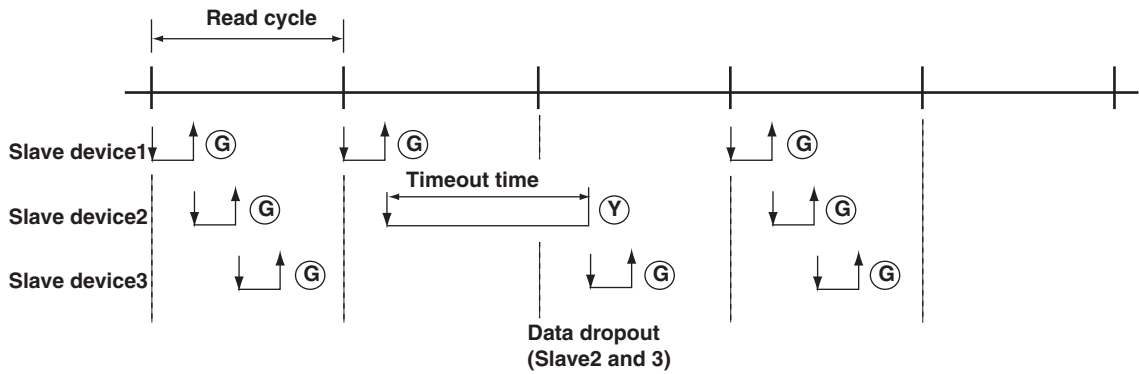 Read cycle
Slave device1 G G G
Timeout time
Slave device2 G Y G
Slave device3 G G G
Data dropout
(Slave2 and 3)